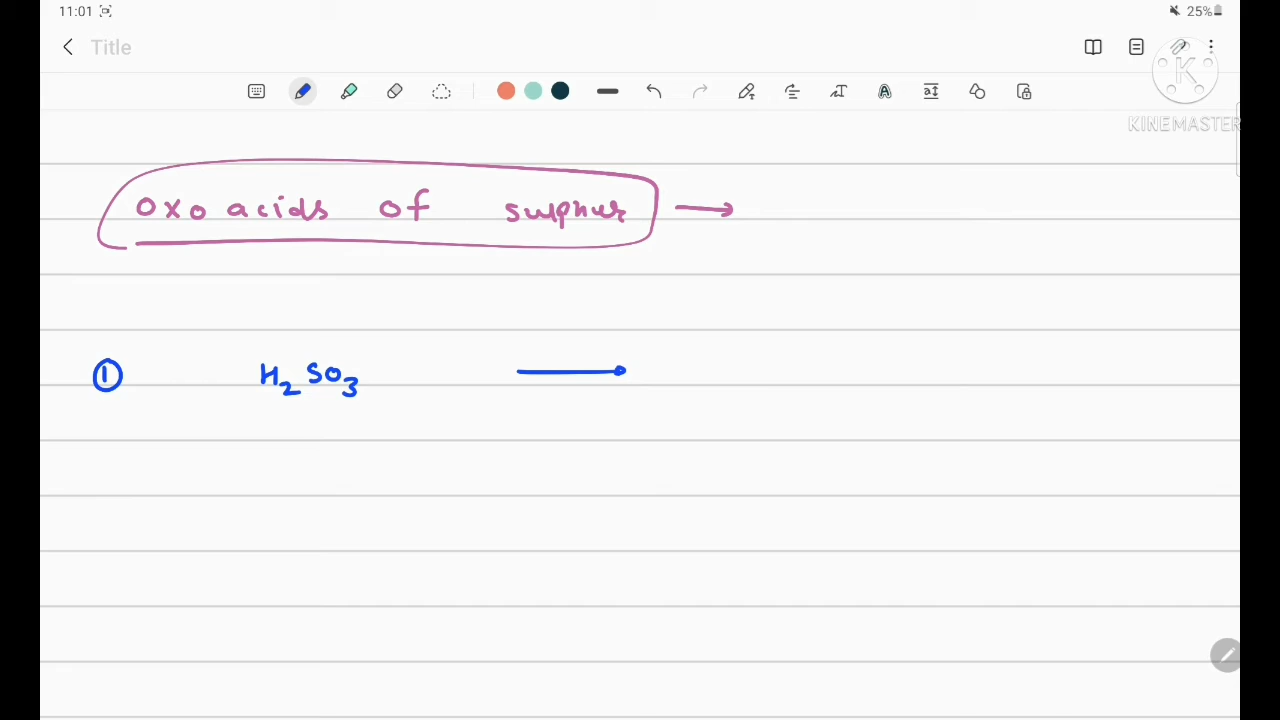 11:01 25%
Title
K
KINEMASTER
oxo acids of sulphur →
① H₂SO₃ →